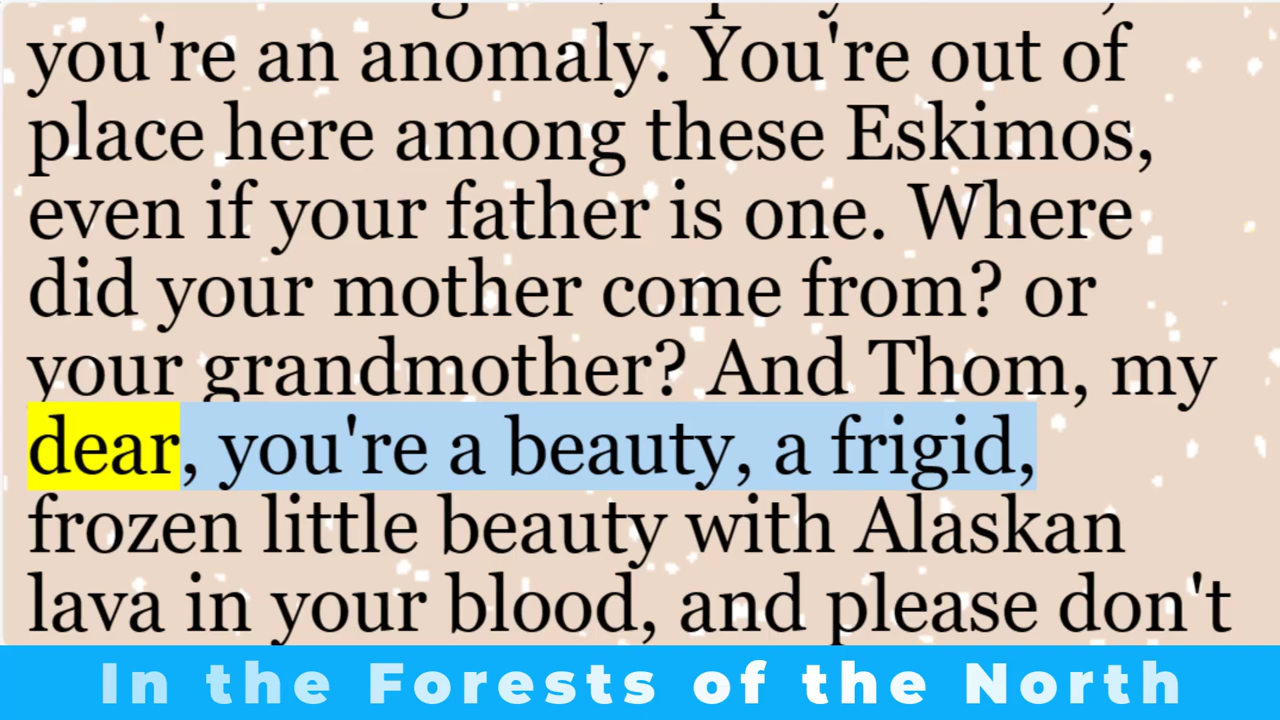 you're an anomaly. You're out of
place here among these Eskimos,
even if your father is one. Where
did your mother come from? or
your grandmother? And Thom, my
dear, you're a beauty, a frigid,
frozen little beauty with Alaskan
lava in your blood, and please don't
In the Forests of the North